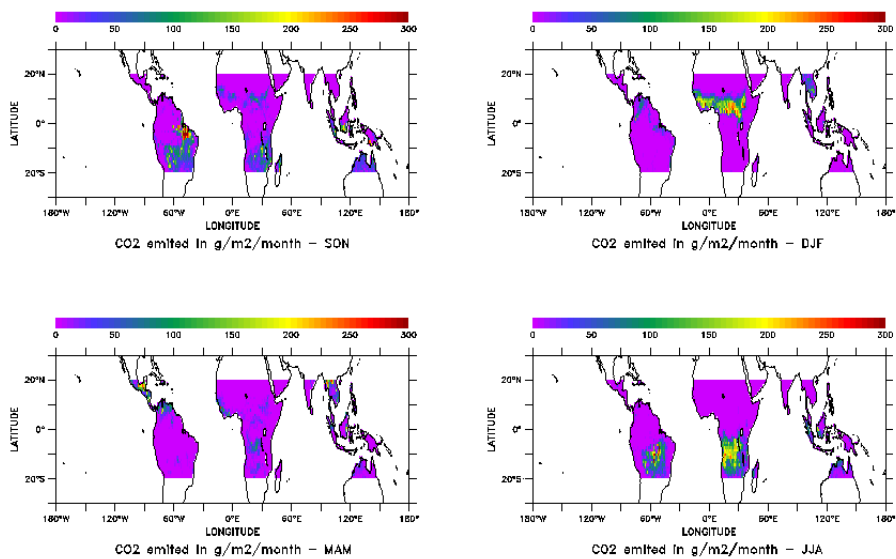 0 50 100 150 200 250 300
0 50 100 150 200 250 300
LATITUDE
20°N
0°
20°S
LATITUDE
20°N
0°
20°S
180°W 120°W 60°W 0°E 60°E 120°E 180°
180°W 120°W 60°W 0°E 60°E 120°E 180°
LONGITUDE
LONGITUDE
CO2 emited in g/m2/month - SON
CO2 emited in g/m2/month - DJF
0 50 100 150 200 250 300
0 50 100 150 200 250 300
LATITUDE
20°N
0°
20°S
LATITUDE
20°N
0°
20°S
180°W 120°W 60°W 0°E 60°E 120°E 180°
180°W 120°W 60°W 0°E 60°E 120°E 180°
LONGITUDE
LONGITUDE
CO2 emited in g/m2/month - MAM
CO2 emited in g/m2/month - JJA